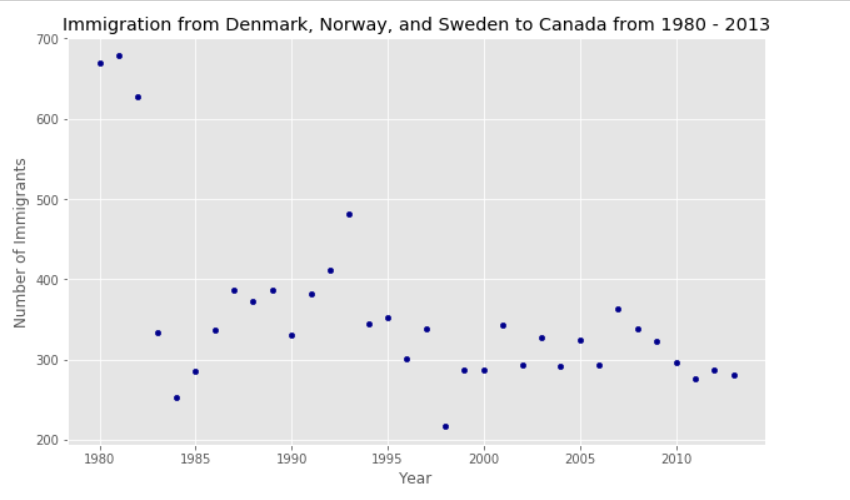 Immigration from Denmark, Norway, and Sweden to Canada from 1980 - 2013
700
600
500
400
300
200
Number of Immigrants
1980 1985 1990 1995 2000 2005 2010
Year